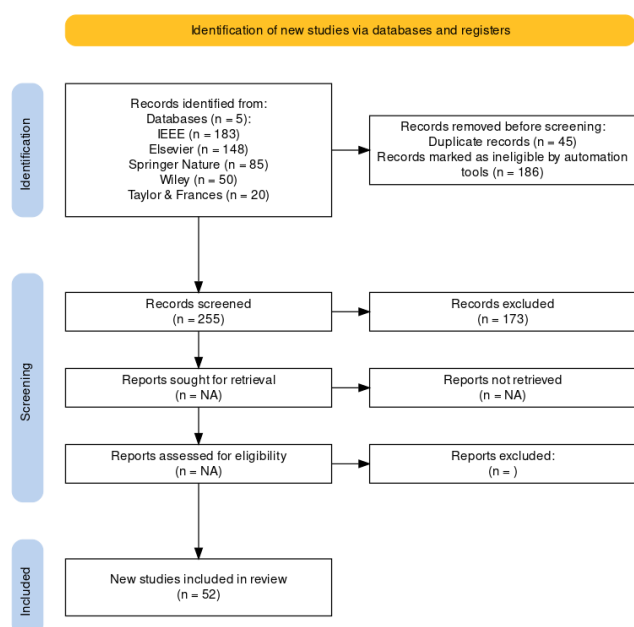 Identification of new studies via databases and registers
Identification
Records identified from:
Databases (n = 5):
IEEE (n = 183)
Elsevier (n = 148)
Springer Nature (n = 85)
Wiley (n = 50)
Taylor & Frances (n = 20)
Records removed before screening:
Duplicate records (n = 45)
Records marked as ineligible by automation
tools (n = 186)
Screening
Records screened
(n = 255)
Records excluded
(n = 173)
Reports sought for retrieval
(n = NA)
Reports not retrieved
(n = NA)
Reports assessed for eligibility
(n = NA)
Reports excluded:
(n = )
Included
New studies included in review
(n = 52)